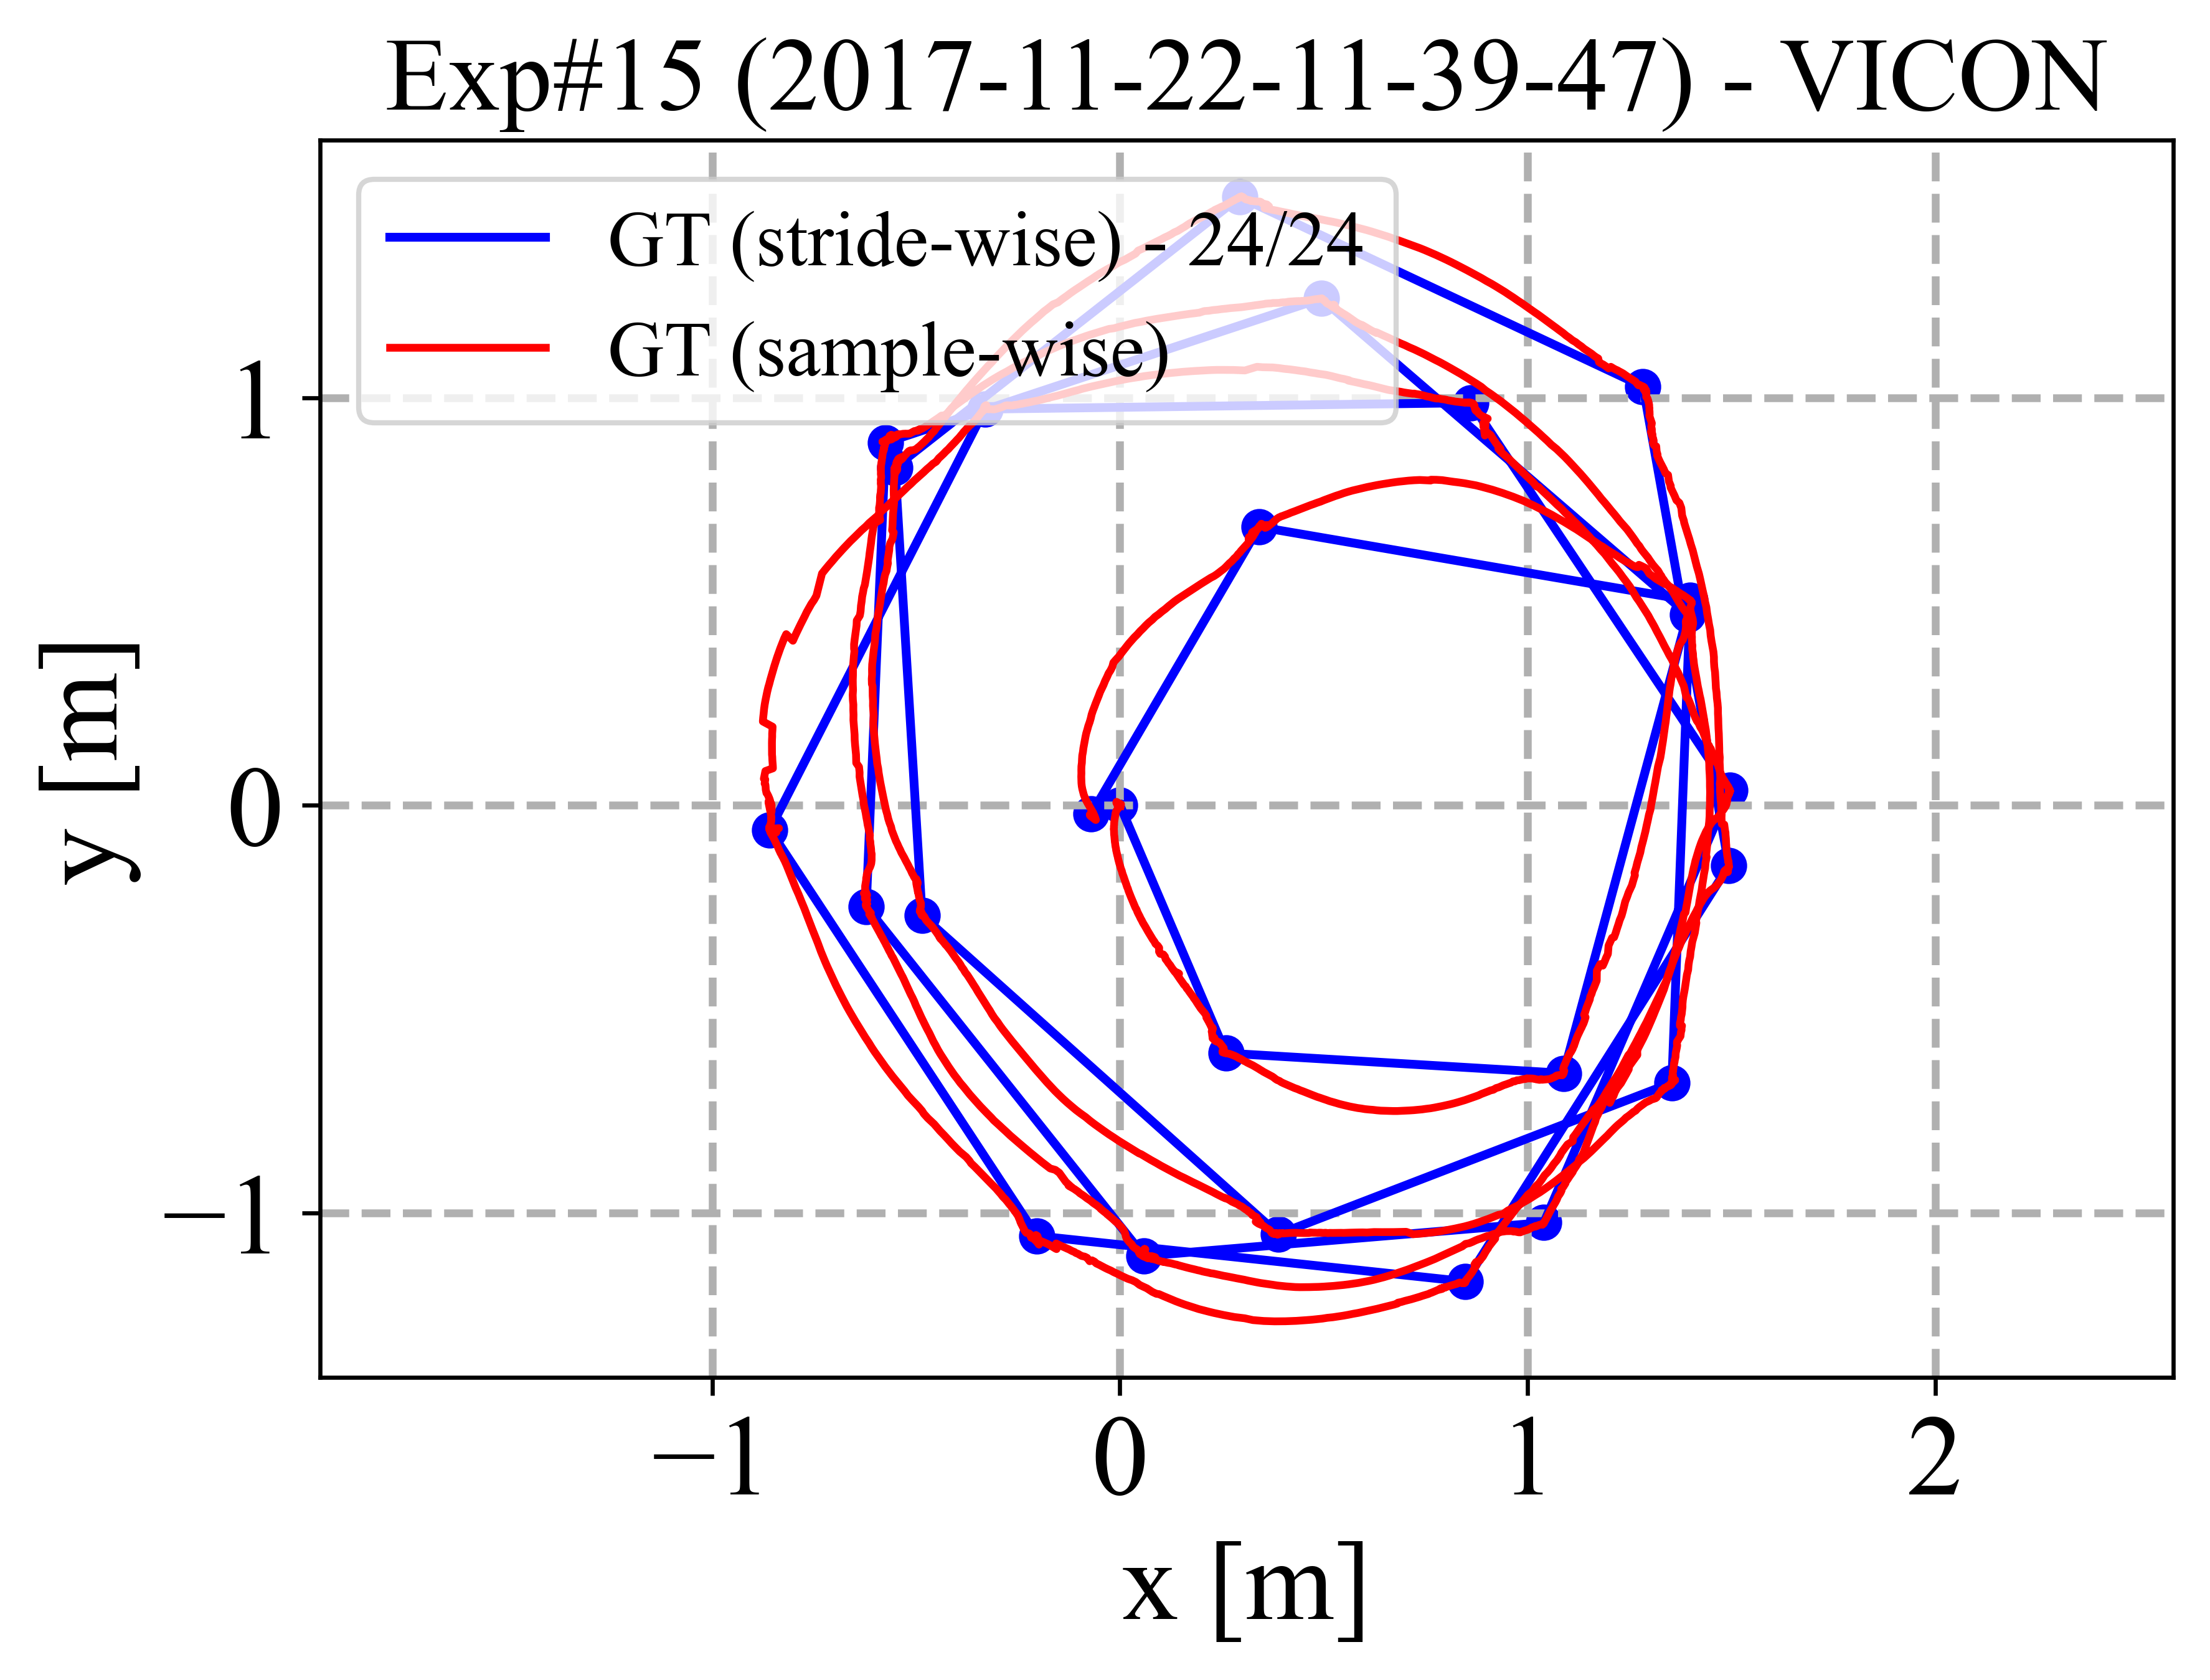 Exp#15 (2017-11-22-11-39-47) - VICON
GT (stride-wise) - 24/24
GT (sample-wise)
1
0
−1
y [m]
−1 0 1 2
x [m]